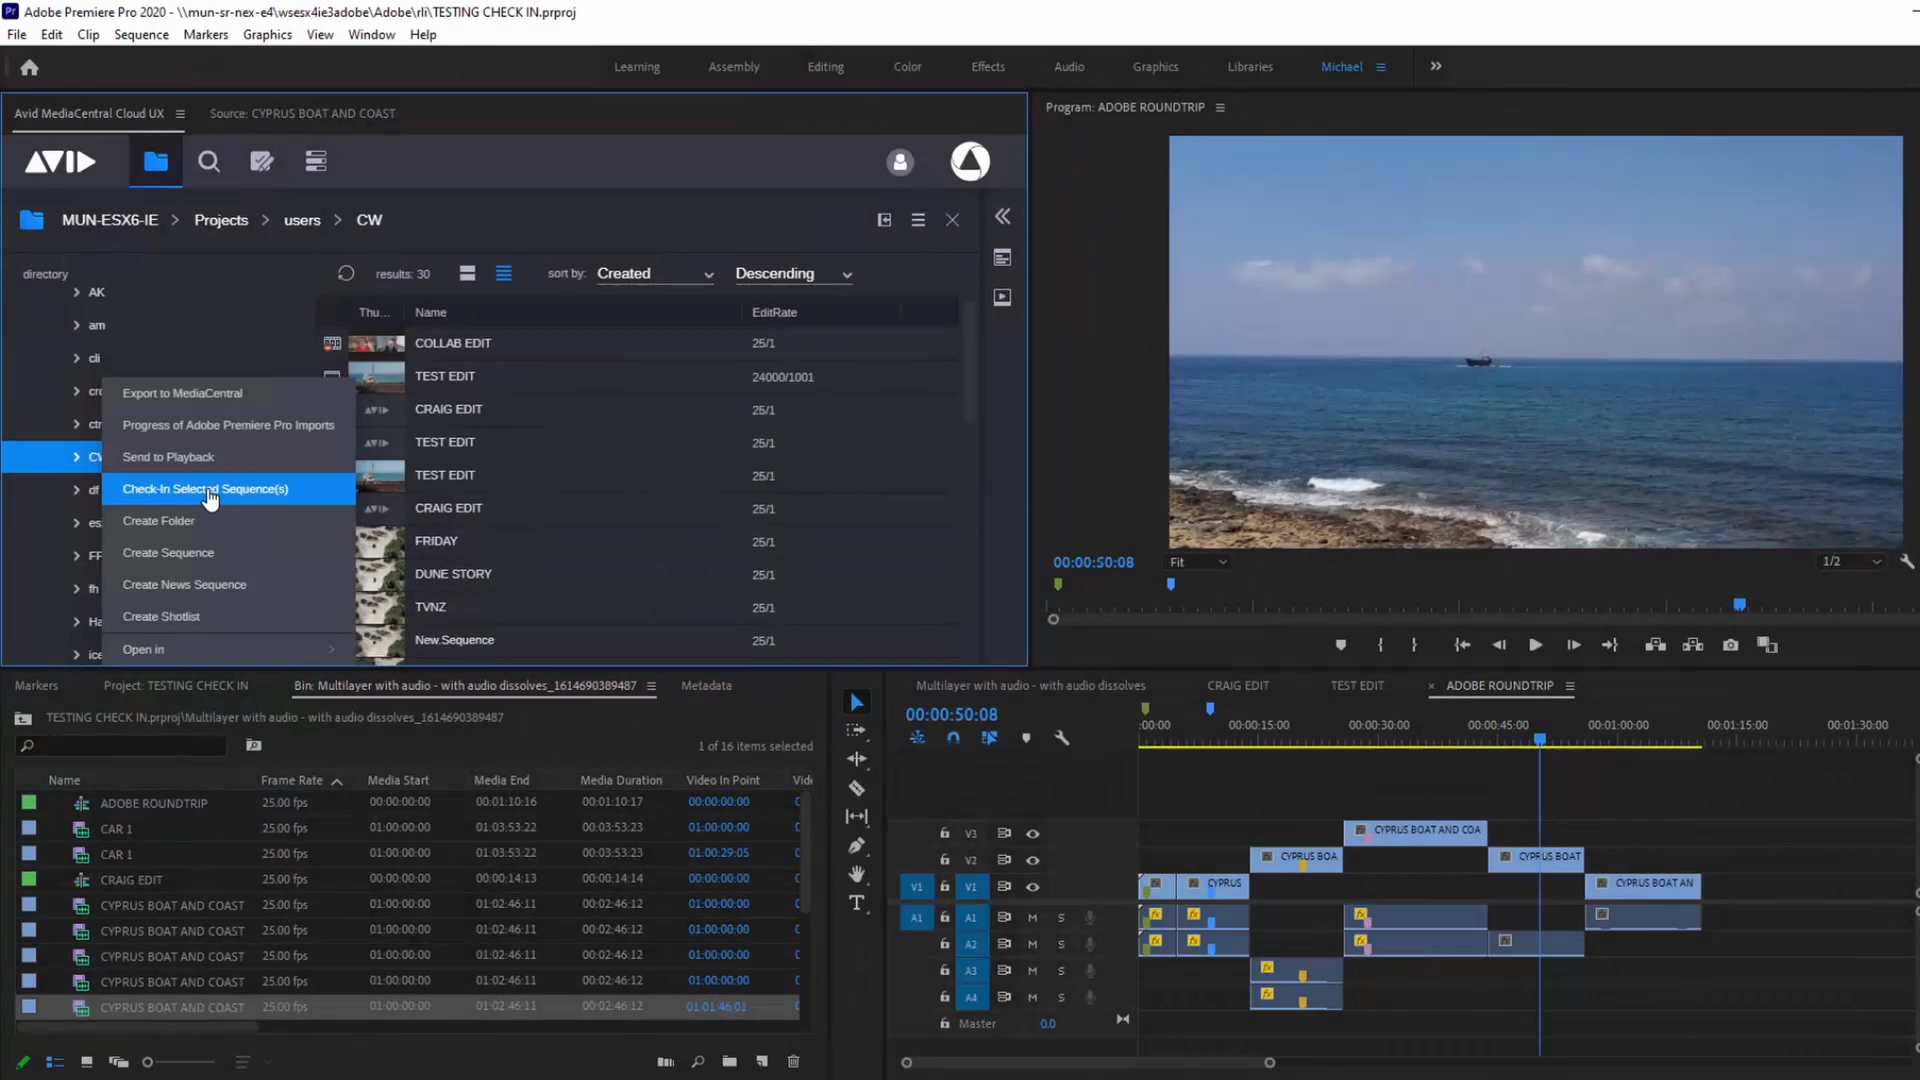 Adobe Premiere Pro 2020 - \\mun-sr-nex-e4\wsesx4ie3adobe\Adobe\rli\TESTING CHECK IN.prproj
File Edit Clip Sequence Markers Graphics View Window Help
Learning Assembly Editing Color Effects Audio Graphics Libraries Michael
Avid MediaCentral Cloud UX Source: CYPRUS BOAT AND COAST
Program: ADOBE ROUNDTRIP
AVID
MUN-ESX6-IE > Projects > users > CW
directory
results: 30 sort by: Created Descending
AK
am
cli
Thu... Name EditRate
COLLAB EDIT 25/1
TEST EDIT 24000/1001
CRAIG EDIT 25/1
TEST EDIT 25/1
TEST EDIT 25/1
CRAIG EDIT 25/1
FRIDAY 25/1
DUNE STORY 25/1
TVNZ 25/1
New.Sequence 25/1
Export to MediaCentral
Progress of Adobe Premiere Pro Imports
Send to Playback
Check-In Selected Sequence(s)
Create Folder
Create Sequence
Create News Sequence
Create Shotlist
Open in
00:00:50:08 Fit 1/2
Markers Project: TESTING CHECK IN Bin: Multilayer with audio - with audio dissolves_1614690389487 Metadata
TESTING CHECK IN.prproj\Multilayer with audio - with audio dissolves_1614690389487
1 of 16 items selected
Name Frame Rate Media Start Media End Media Duration Video In Point
ADOBE ROUNDTRIP 25.00 fps 00:00:00:00 00:01:10:16 00:01:10:17 00:00:00:00
CAR 1 25.00 fps 01:00:00:00 01:03:53:22 00:03:53:23 01:00:00:00
CAR 1 25.00 fps 01:00:00:00 01:03:53:22 00:03:53:23 01:00:29:05
CRAIG EDIT 25.00 fps 00:00:00:00 00:00:14:13 00:00:14:14 00:00:00:00
CYPRUS BOAT AND COAST 25.00 fps 01:00:00:00 01:02:46:11 00:02:46:12 01:00:00:00
CYPRUS BOAT AND COAST 25.00 fps 01:00:00:00 01:02:46:11 00:02:46:12 01:00:00:00
CYPRUS BOAT AND COAST 25.00 fps 01:00:00:00 01:02:46:11 00:02:46:12 01:00:00:00
CYPRUS BOAT AND COAST 25.00 fps 01:00:00:00 01:02:46:11 00:02:46:12 01:00:00:00
CYPRUS BOAT AND COAST 25.00 fps 01:00:00:00 01:02:46:11 00:02:46:12 01:01:46:01
Multilayer with audio - with audio dissolves CRAIG EDIT TEST EDIT × ADOBE ROUNDTRIP
00:00:50:08
:00:00 00:00:15:00 00:00:30:00 00:00:45:00 00:01:00:00 00:01:15:00 00:01:30:00
V3 CYPRUS BOAT AND COA
V2 CYPRUS BOA CYPRUS BOAT
V1 V1 CYPRUS CYPRUS BOAT AN
A1 A1 M S
A2 M S
A3 M S
A4 M S
Master 0.0